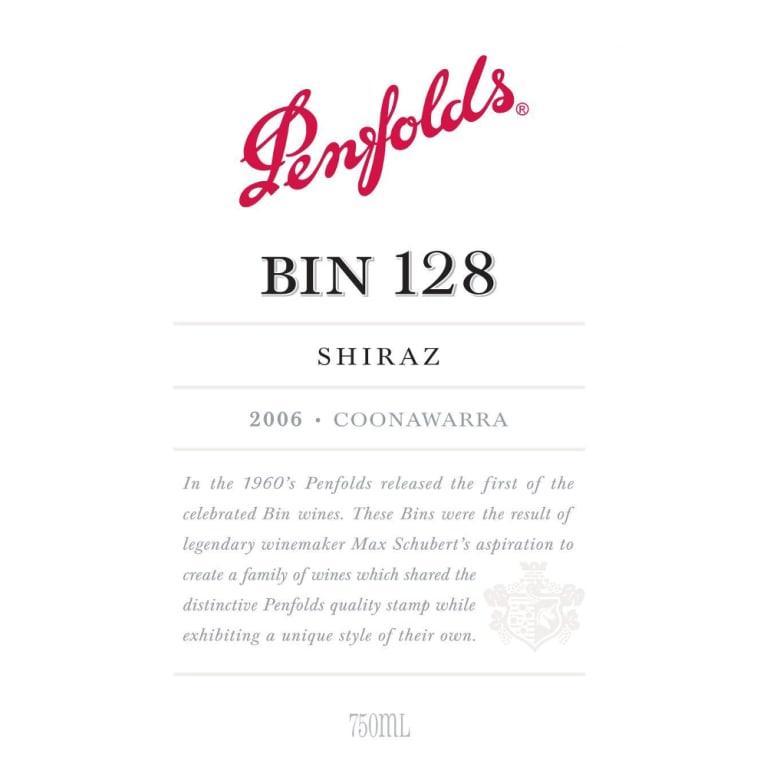 Penfolds®
BIN 128
SHIRAZ
2006 • COONAWARRA
In the 1960's Penfolds released the first of the
celebrated Bin wines. These Bins were the result of
legendary winemaker Max Schubert's aspiration to
create a family of wines which shared the
distinctive Penfolds quality stamp while
exhibiting a unique style of their own.
750mL